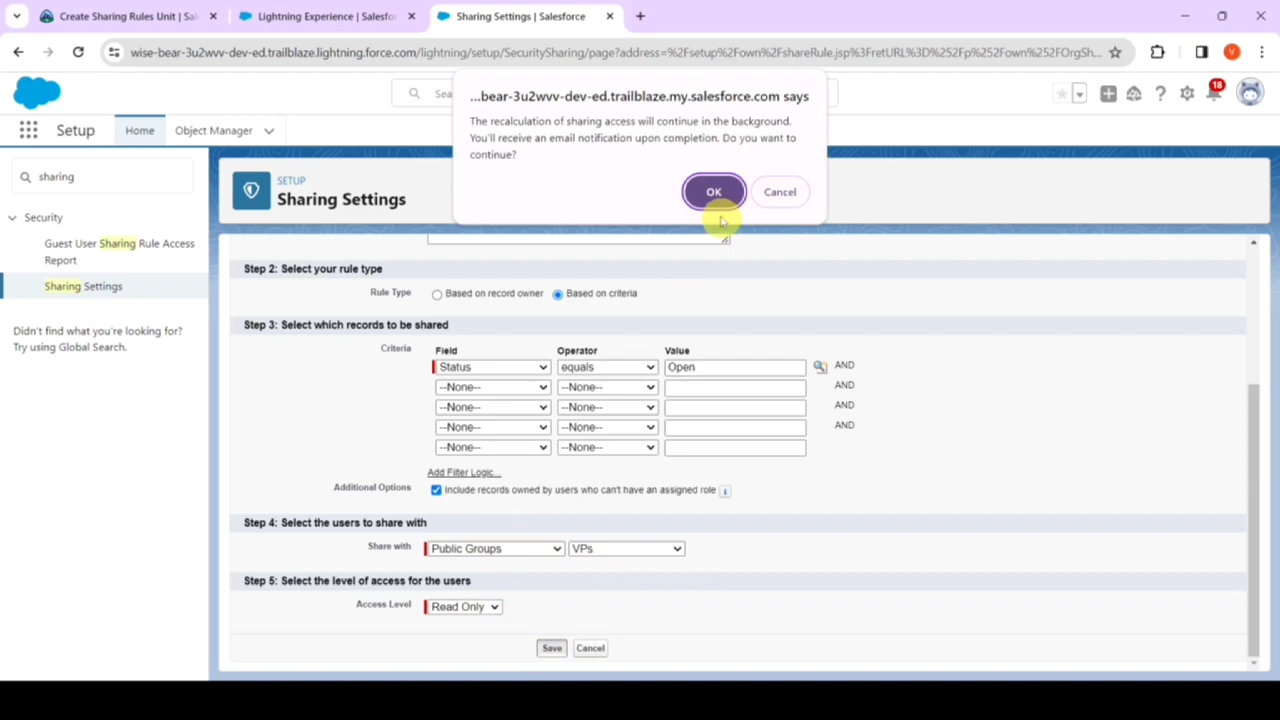 Create Sharing Rules Unit | Sal
Lightning Experience | Salesfor
Sharing Settings | Salesforce
wise-bear-3u2wvv-dev-ed.trailblaze.lightning.force.com/lightning/setup/SecuritySharing/page?address=%2Fsetup%2Fown%2FshareRule.jsp%3FretURL%3D%252Fp%252Fown%252FOrgSh...
V
Sea
18
Setup
Home
Object Manager
...bear-3u2wvv-dev-ed.trailblaze.my.salesforce.com says
The recalculation of sharing access will continue in the background.
You'll receive an email notification upon completion. Do you want to
continue?
OK
Cancel
sharing
Security
Guest User Sharing Rule Access
Report
Sharing Settings
Didn't find what you're looking for?
Try using Global Search.
SETUP
Sharing Settings
Step 2: Select your rule type
Rule Type
Based on record owner
Based on criteria
Step 3: Select which records to be shared
Criteria
Field Operator Value
Status equals Open AND
--None-- --None-- AND
--None-- --None-- AND
--None-- --None-- AND
--None-- --None--
Add Filter Logic...
Additional Options
Include records owned by users who can't have an assigned role
i
Step 4: Select the users to share with
Share with
Public Groups
VPs
Step 5: Select the level of access for the users
Access Level
Read Only
Save
Cancel